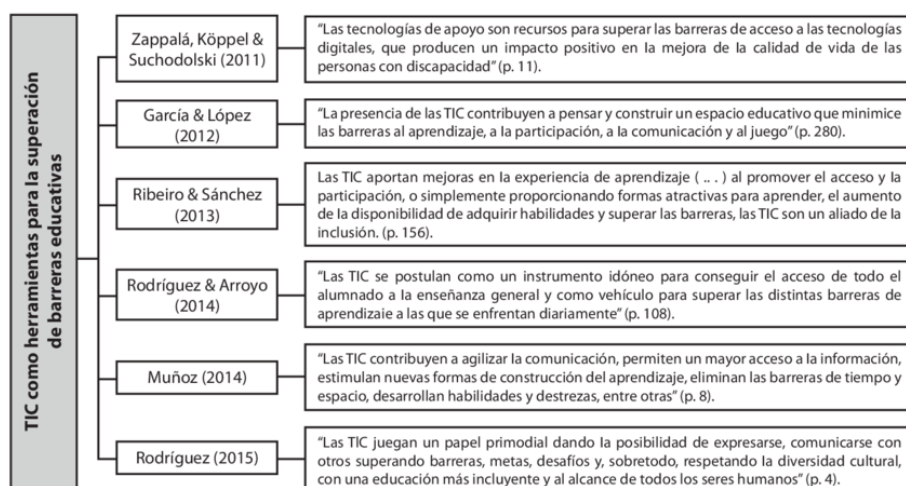 TIC como herramientas para la superación
de barreras educativas
Zappalá, Köppel &
Suchodolski (2011)
“Las tecnologías de apoyo son recursos para superar las barreras de acceso a las tecnologías
digitales, que producen un impacto positivo en la mejora de la calidad de vida de las
personas con discapacidad” (p. 11).
García & López
(2012)
“La presencia de las TIC contribuyen a pensar y construir un espacio educativo que minimice
las barreras al aprendizaje, a la participación, a la comunicación y al juego” (p. 280).
Ribeiro & Sánchez
(2013)
Las TIC aportan mejoras en la experiencia de aprendizaje ( .. . ) al promover el acceso y la
participación, o simplemente proporcionando formas atractivas para aprender, el aumento
de la disponibilidad de adquirir habilidades y superar las barreras, las TIC son un aliado de la
inclusión. (p. 156).
Rodríguez & Arroyo
(2014)
“Las TIC se postulan como un instrumento idóneo para conseguir el acceso de todo el
alumnado a la enseñanza general y como vehículo para superar las distintas barreras de
aprendizaie a las que se enfrentan diariamente” (p. 108).
Muñoz (2014)
“Las TIC contribuyen a agilizar la comunicación, permiten un mayor acceso a la información,
estimulan nuevas formas de construcción del aprendizaje, eliminan las barreras de tiempo y
espacio, desarrollan habilidades y destrezas, entre otras” (p. 8).
Rodríguez (2015)
“Las TIC juegan un papel primodial dando la posibilidad de expresarse, comunicarse con
otros superando barreras, metas, desafíos y, sobretodo, respetando la diversidad cultural,
con una educación más incluyente y al alcance de todos los seres humanos” (p. 4).